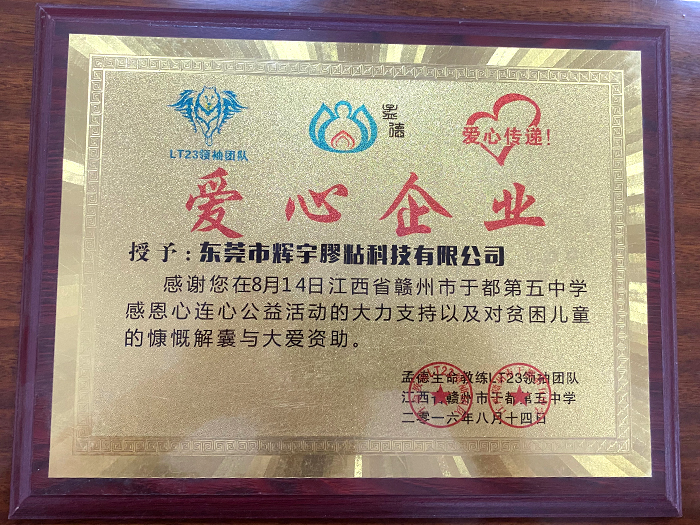 LT23领袖团队
孟德
爱心传递!
爱心企业
授予:东莞市辉宇膠粘科技有限公司
感谢您在8月14日江西省赣州市于都第五中学
感恩心连心公益活动的大力支持以及对贫困儿童
的慷慨解囊与大爱资助。
孟德生命教练LT23领袖团队
江西省赣州市于都第五中学
二零一六年八月十四日